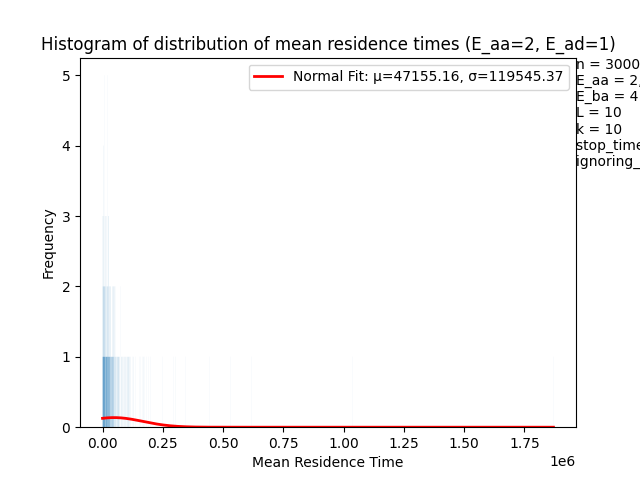 Histogram of distribution of mean residence times (E_aa=2, E_ad=1)
n = 3000
E_aa = 2,
E_ba = 4
L = 10
k = 10
stop_time
ignoring_
Normal Fit: μ=47155.16, σ=119545.37
Frequency
5
4
3
2
1
0
0.00 0.25 0.50 0.75 1.00 1.25 1.50 1.75
1e6
Mean Residence Time